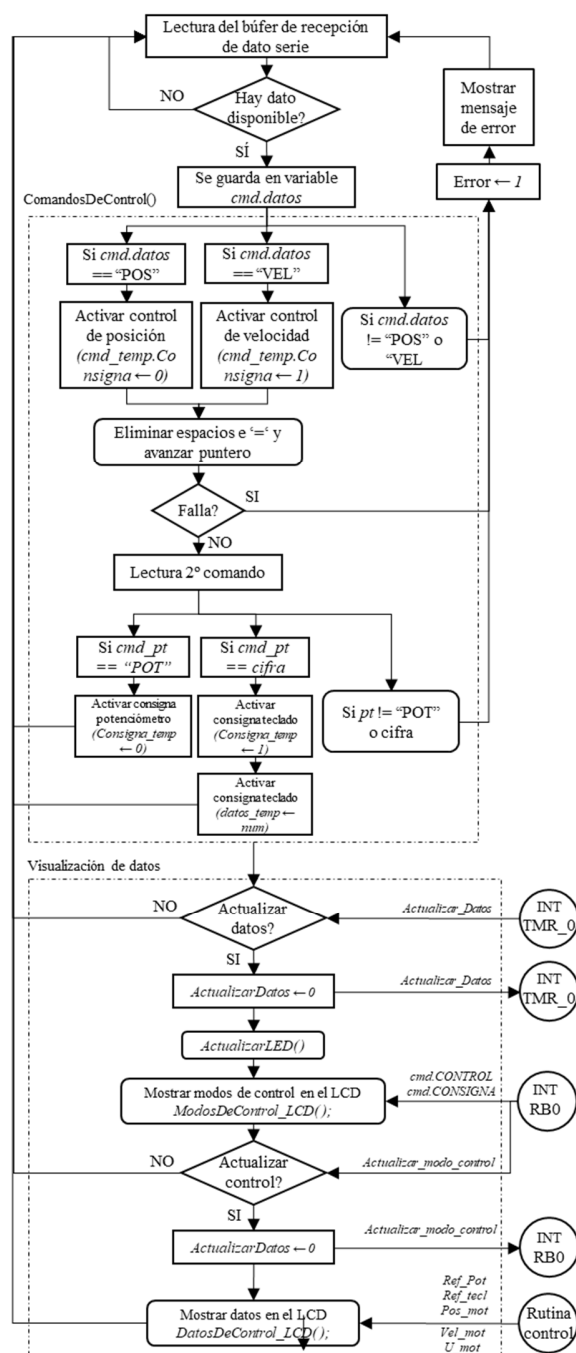 Lectura del búfer de recepción
de dato serie
NO
Hay dato
disponible?
SÍ
Mostrar
mensaje
de error
Se guarda en variable
cmd.datos
Error ← 1
ComandosDeControl()
Si cmd.datos
== “POS”
Si cmd.datos
== “VEL”
Activar control
de posición
(cmd_temp.Co
nsigna ← 0)
Activar control
de velocidad
(cmd_temp.Co
nsigna ← 1)
Si cmd.datos
!= “POS” o
“VEL
Eliminar espacios e ‘=‘ y
avanzar puntero
Falla?
SI
NO
Lectura 2º comando
Si cmd_pt
== “POT”
Si cmd_pt
== cifra
Activar consigna
potenciómetro
(Consigna_temp
← 0)
Activar
consigna teclado
(Consigna_temp
← 1)
Si pt != “POT”
o cifra
Activar
consigna teclado
(datos_temp ←
num)
Visualización de datos
NO
Actualizar
datos?
Actualizar_Datos
INT
TMR_0
SI
ActualizarDatos ← 0
Actualizar_Datos
INT
TMR_0
ActualizarLED()
Mostrar modos de control en el LCD
ModosDeControl_LCD();
cmd.CONTROL
cmd.CONSIGNA
INT
RB0
NO
Actualizar
control?
Actualizar_modo_control
SI
ActualizarDatos ← 0
Actualizar_modo_control
INT
RB0
Mostrar datos en el LCD
DatosDeControl_LCD();
Ref_Pot
Ref_tecl
Pos_mot
Vel_mot
U_mot
Rutina
control